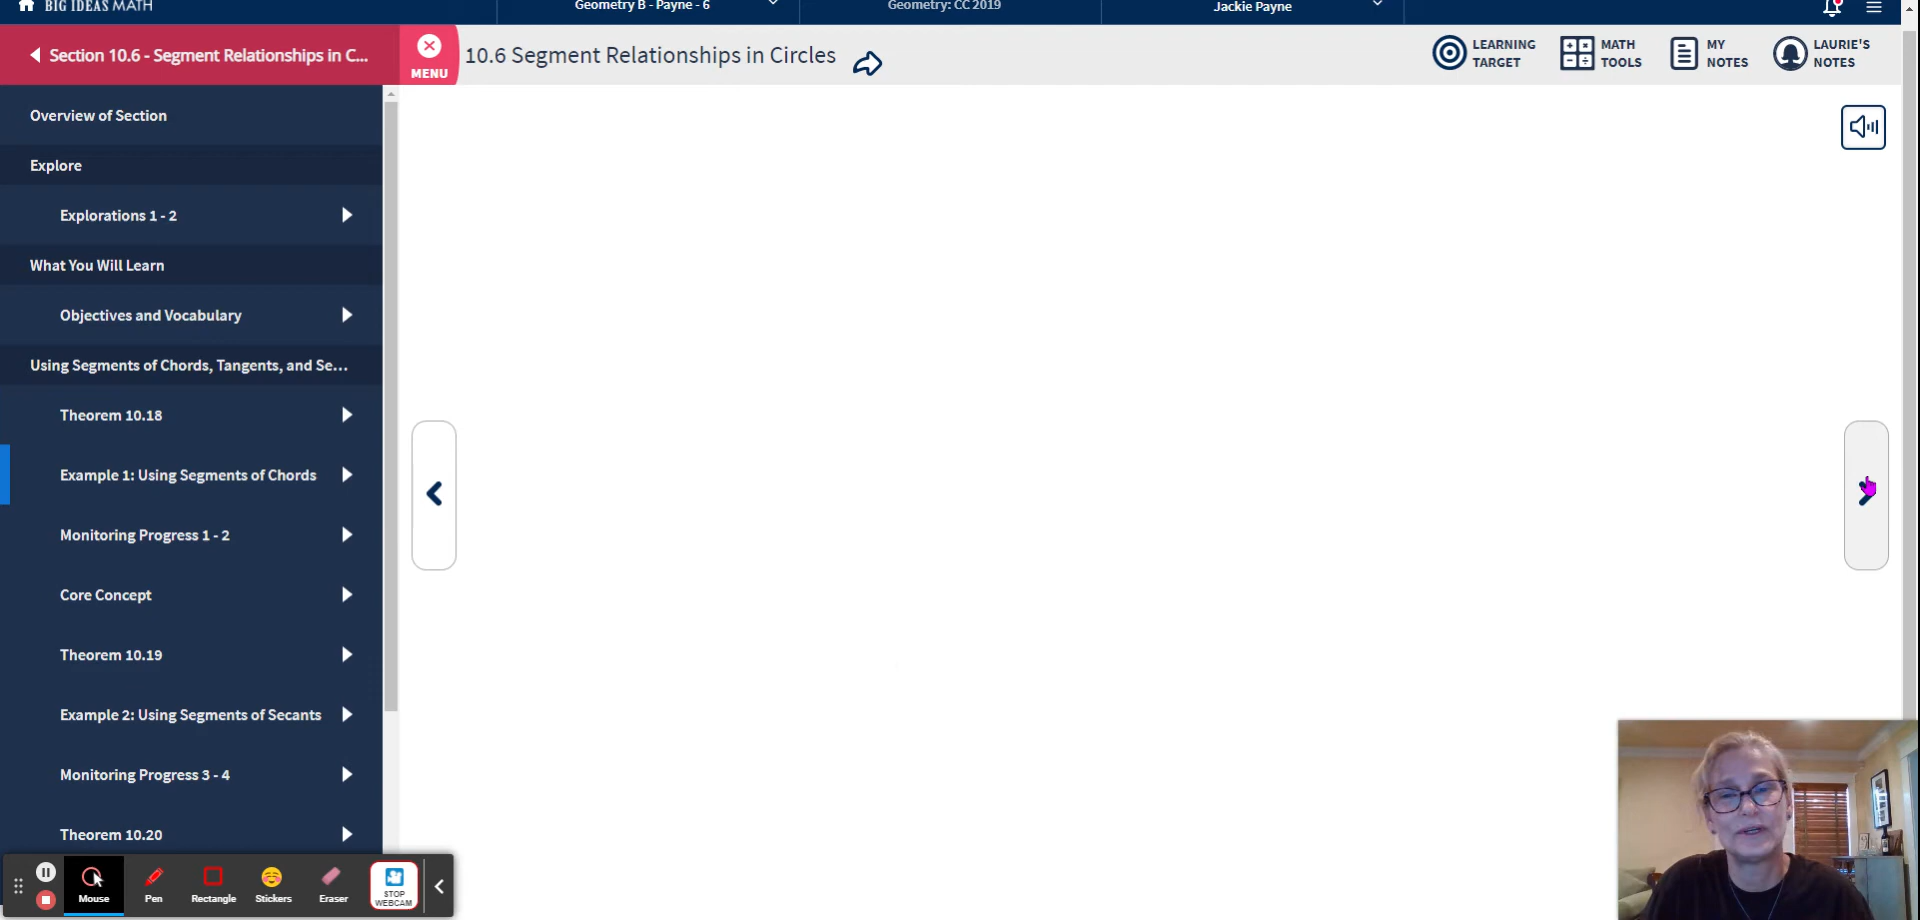 BIG IDEAS MATH
Geometry B - Payne - 6
Geometry: CC 2019
Jackie Payne
Section 10.6 - Segment Relationships in C...
MENU
10.6 Segment Relationships in Circles
LEARNING
TARGET
MATH
TOOLS
MY
NOTES
LAURIE'S
NOTES
Overview of Section
Explore
Explorations 1 - 2
What You Will Learn
Objectives and Vocabulary
Using Segments of Chords, Tangents, and Se...
Theorem 10.18
Example 1: Using Segments of Chords
Monitoring Progress 1 - 2
Core Concept
Theorem 10.19
Example 2: Using Segments of Secants
Monitoring Progress 3 - 4
Theorem 10.20
Mouse
Pen
Rectangle
Stickers
Eraser
STOP
WEBCAM